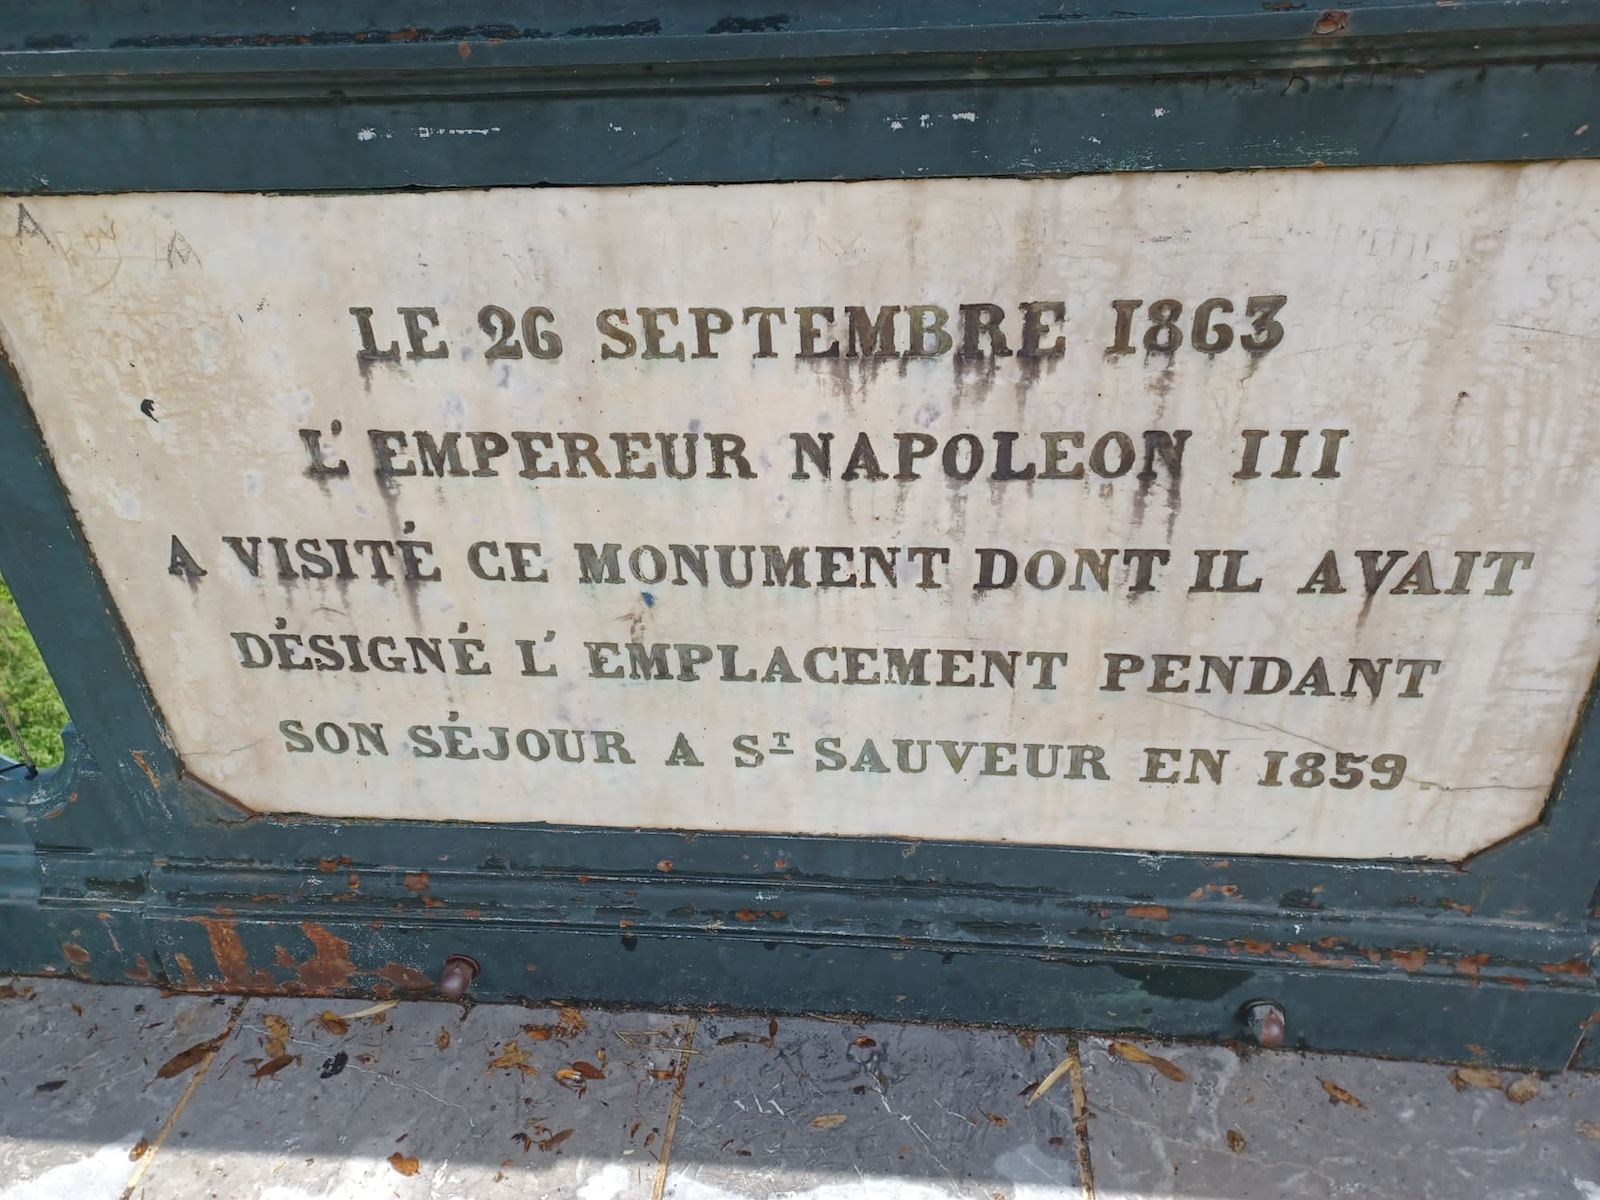 LE 26 SEPTEMBRE 1863
L'EMPEREUR NAPOLEON III
A VISITÉ CE MONUMENT DONT IL AVAIT
DÉSIGNÉ L'EMPLACEMENT PENDANT
SON SÉJOUR A ST SAUVEUR EN 1859